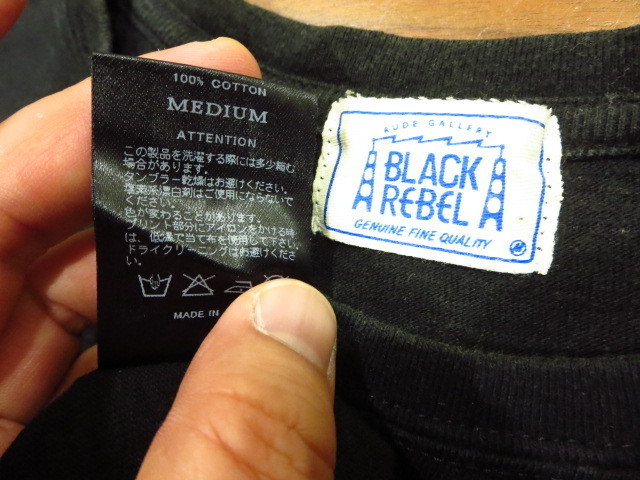 100% COTTON
MEDIUM
ATTENTION
この製品を洗濯する際には多少縮む
場合があります。
タンブラー乾燥はお避けください。
塩素系漂白剤はご使用にならないで
ください。
色が変わることがあります。
プリント部分にアイロンをかける時
は、低温で当て布を使用して下さい。
ドライクリーニングはお避けくださ
い。
MADE IN
RUDE GALLERY
BLACK
REBEL
GENUINE FINE QUALITY